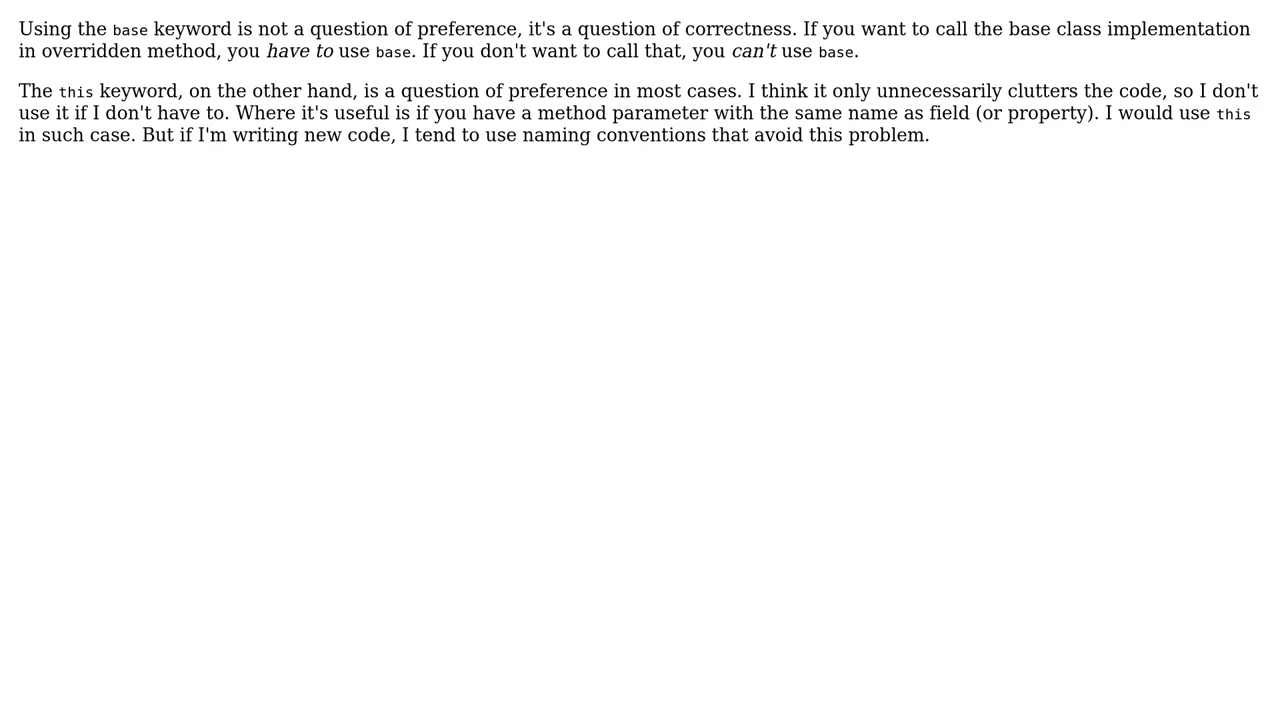 Using the base keyword is not a question of preference, it's a question of correctness. If you want to call the base class implementation
in overridden method, you have to use base. If you don't want to call that, you can't use base.
The this keyword, on the other hand, is a question of preference in most cases. I think it only unnecessarily clutters the code, so I don't
use it if I don't have to. Where it's useful is if you have a method parameter with the same name as field (or property). I would use this
in such case. But if I'm writing new code, I tend to use naming conventions that avoid this problem.